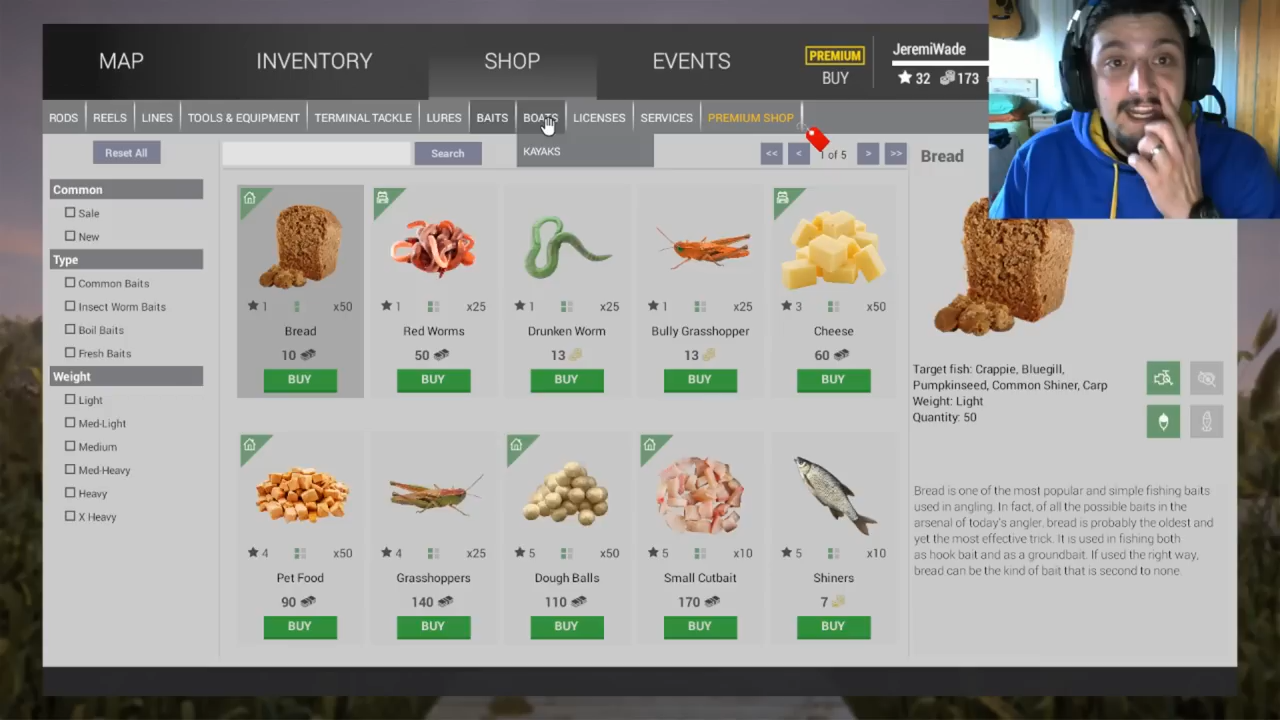 MAP
INVENTORY
SHOP
EVENTS
PREMIUM
BUY
JeremiWade
32 173
RODS
REELS
LINES
TOOLS & EQUIPMENT
TERMINAL TACKLE
LURES
BAITS
BOATS
LICENSES
SERVICES
PREMIUM SHOP
KAYAKS
Reset All
Search
<<
<
1 of 5
>
>>
Bread
Common
Sale
New
Type
Common Baits
Insect Worm Baits
Boil Baits
Fresh Baits
Weight
Light
Med-Light
Medium
Med-Heavy
Heavy
X Heavy
1 x50
Bread
10
BUY
1 x25
Red Worms
50
BUY
1 x25
Drunken Worm
13
BUY
1 x25
Bully Grasshopper
13
BUY
3 x50
Cheese
60
BUY
4 x50
Pet Food
90
BUY
4 x25
Grasshoppers
140
BUY
5 x50
Dough Balls
110
BUY
5 x10
Small Cutbait
170
BUY
5 x10
Shiners
7
BUY
Target fish: Crappie, Bluegill,
Pumpkinseed, Common Shiner, Carp
Weight: Light
Quantity: 50
Bread is one of the most popular and simple fishing baits
used in angling. In fact, of all the possible baits in the
arsenal of today's angler, bread is probably the oldest and
yet the most effective trick. It is used in fishing both
as hook bait and as a groundbait. If used the right way,
bread can be the kind of bait that is second to none.